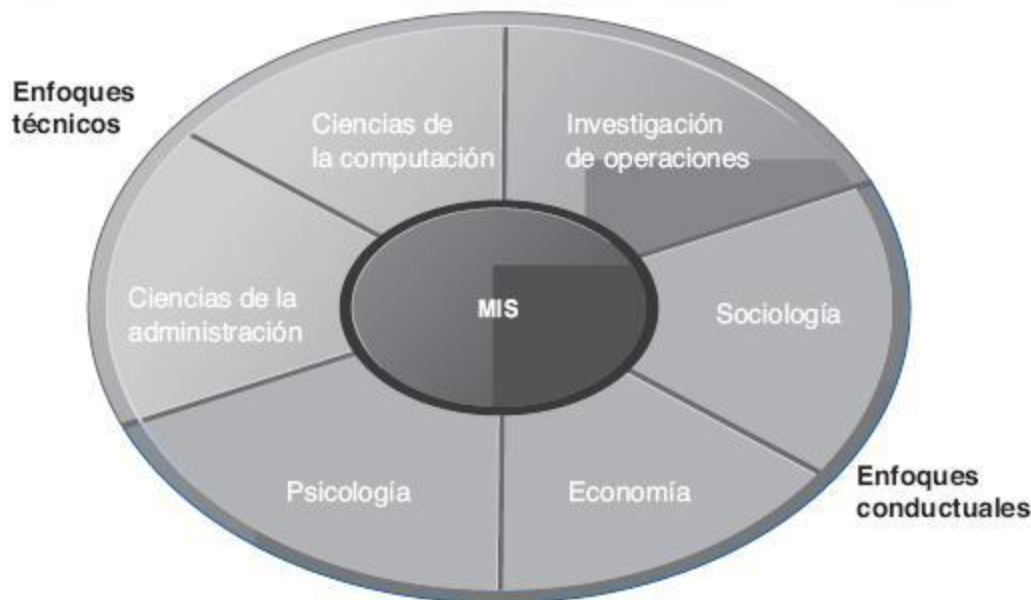 Enfoques
técnicos
Ciencias de
la computación
Investigación
de operaciones
Ciencias de la
administración
MIS
Sociología
Psicología
Economía
Enfoques
conductuales